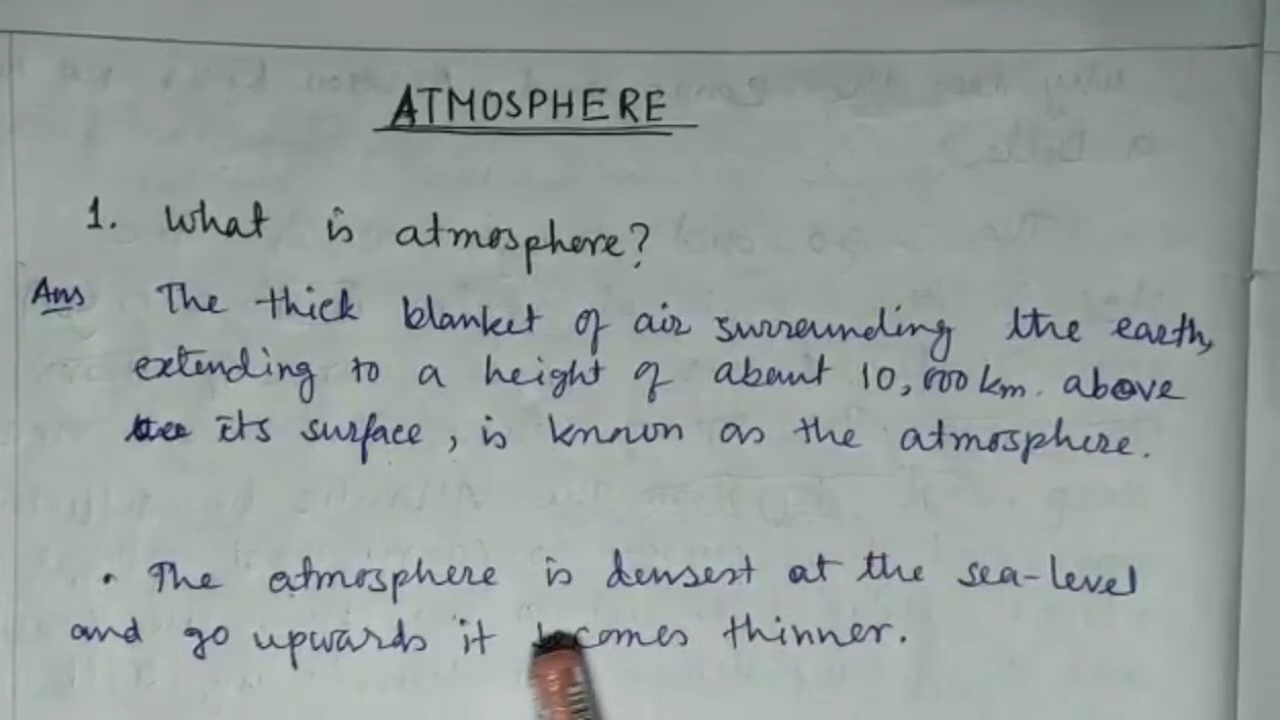 ATMOSPHERE
1. What is atmosphere?
Ans The thick blanket of air surrounding the earth,
extending to a height of about 10,000 km. above
its surface, is known as the atmosphere.
• The atmosphere is densest at the sea-level
and go upwards it becomes thinner.